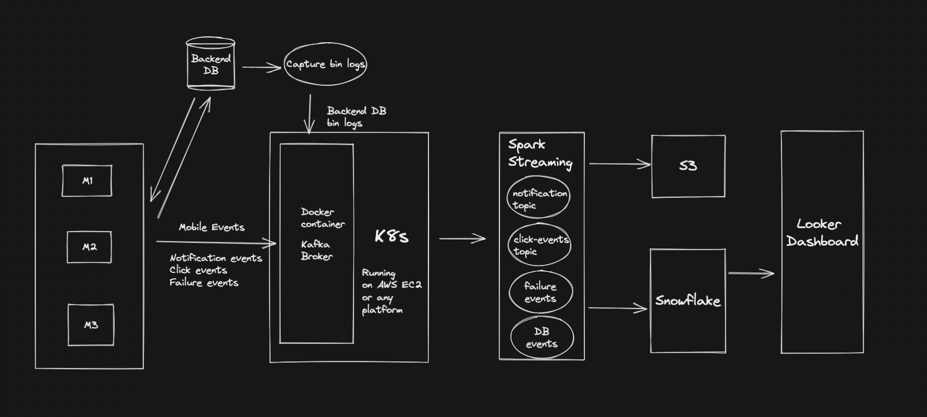 Backend
DB
Capture bin logs
Backend DB
bin logs
M1
M2
M3
Mobile Events
Notification events
Click events
Failure events
Docker
container
Kafka
Broker
K8s
Running
on AWS EC2
or any
platform
Spark
Streaming
notification
topic
click-events
topic
failure
events
DB
events
S3
Snowflake
Looker
Dashboard